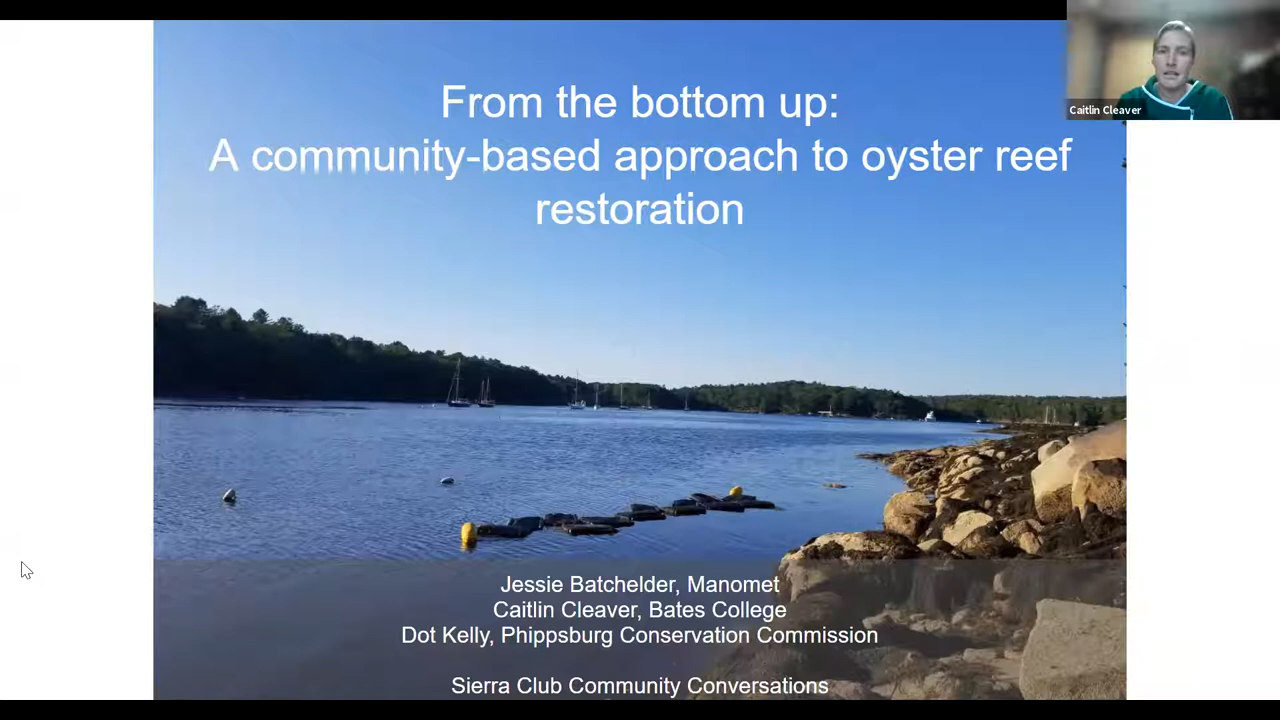 From the bottom up:
A community-based approach to oyster reef
restoration
Caitlin Cleaver
Jessie Batchelder, Manomet
Caitlin Cleaver, Bates College
Dot Kelly, Phippsburg Conservation Commission
Sierra Club Community Conversations